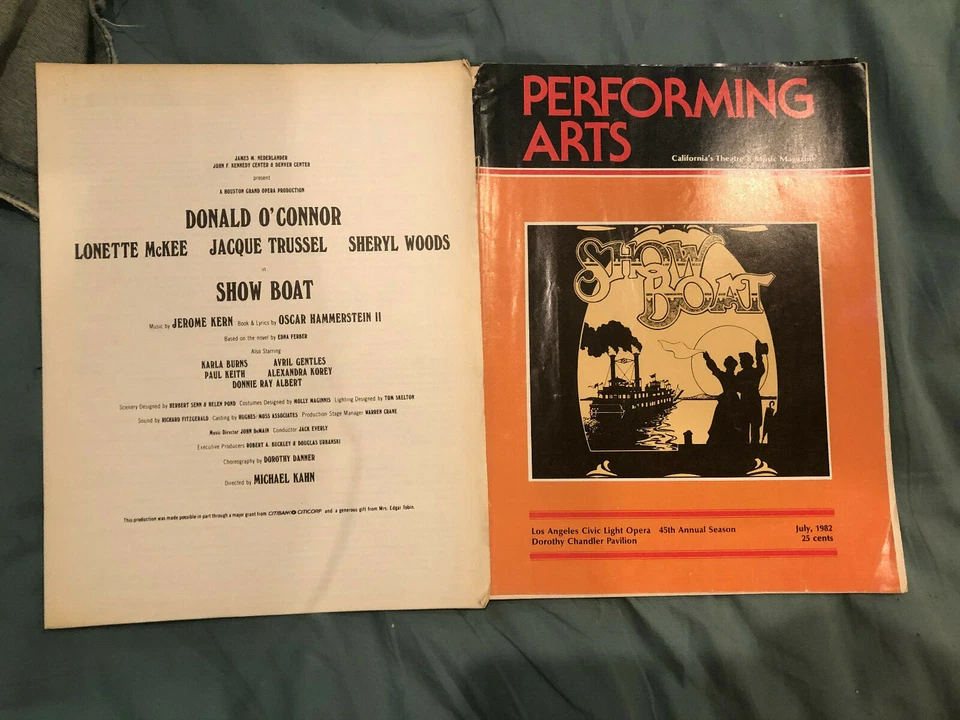 JAMES M. NEDERLANDER
JOHN F. KENNEDY CENTER & DENVER CENTER
present
A HOUSTON GRAND OPERA PRODUCTION
DONALD O'CONNOR
LONETTE McKEE JACQUE TRUSSEL SHERYL WOODS
in
SHOW BOAT
Music by JEROME KERN Book & Lyrics by OSCAR HAMMERSTEIN II
Based on the novel by EDNA FERBER
Also Starring
KARLA BURNS AVRIL GENTLES
PAUL KEITH ALEXANDRA KOREY
DONNIE RAY ALBERT
Scenery Designed by HERBERT SENN & HELEN POND Costumes Designed by MOLLY MAGINNIS Lighting Designed by TOM SKELTON
Sound by RICHARD FITZGERALD Casting by HUGHES/MOSS ASSOCIATES Production Stage Manager WARREN CRANE
Music Director JOHN DeMAIN Conductor JACK EVERLY
Executive Producers ROBERT A. BUCKLEY & DOUGLAS URBANSKI
Choreography by DOROTHY DANNER
Directed by MICHAEL KAHN
This production was made possible in part through a major grant from CITIBANK CITICORP and a generous gift from Mrs. Edgar Tobin.
PERFORMING
ARTS
California's Theatre & Music Magazine
SHOW
BOAT
Los Angeles Civic Light Opera 45th Annual Season July, 1982
Dorothy Chandler Pavilion 25 cents